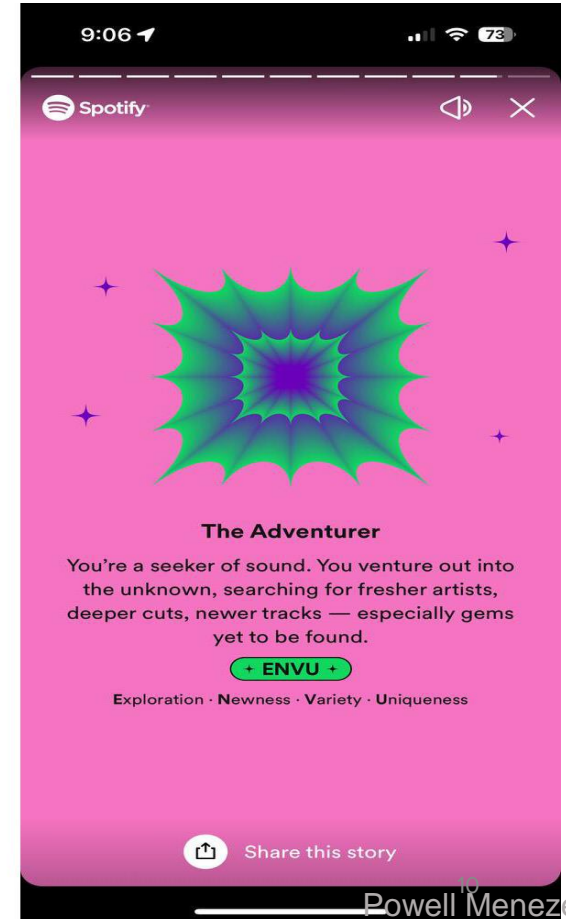 9:06
73
Spotify
The Adventurer
You’re a seeker of sound. You venture out into
the unknown, searching for fresher artists,
deeper cuts, newer tracks — especially gems
yet to be found.
ENVU
Exploration · Newness · Variety · Uniqueness
Share this story
10
Powell Meneze